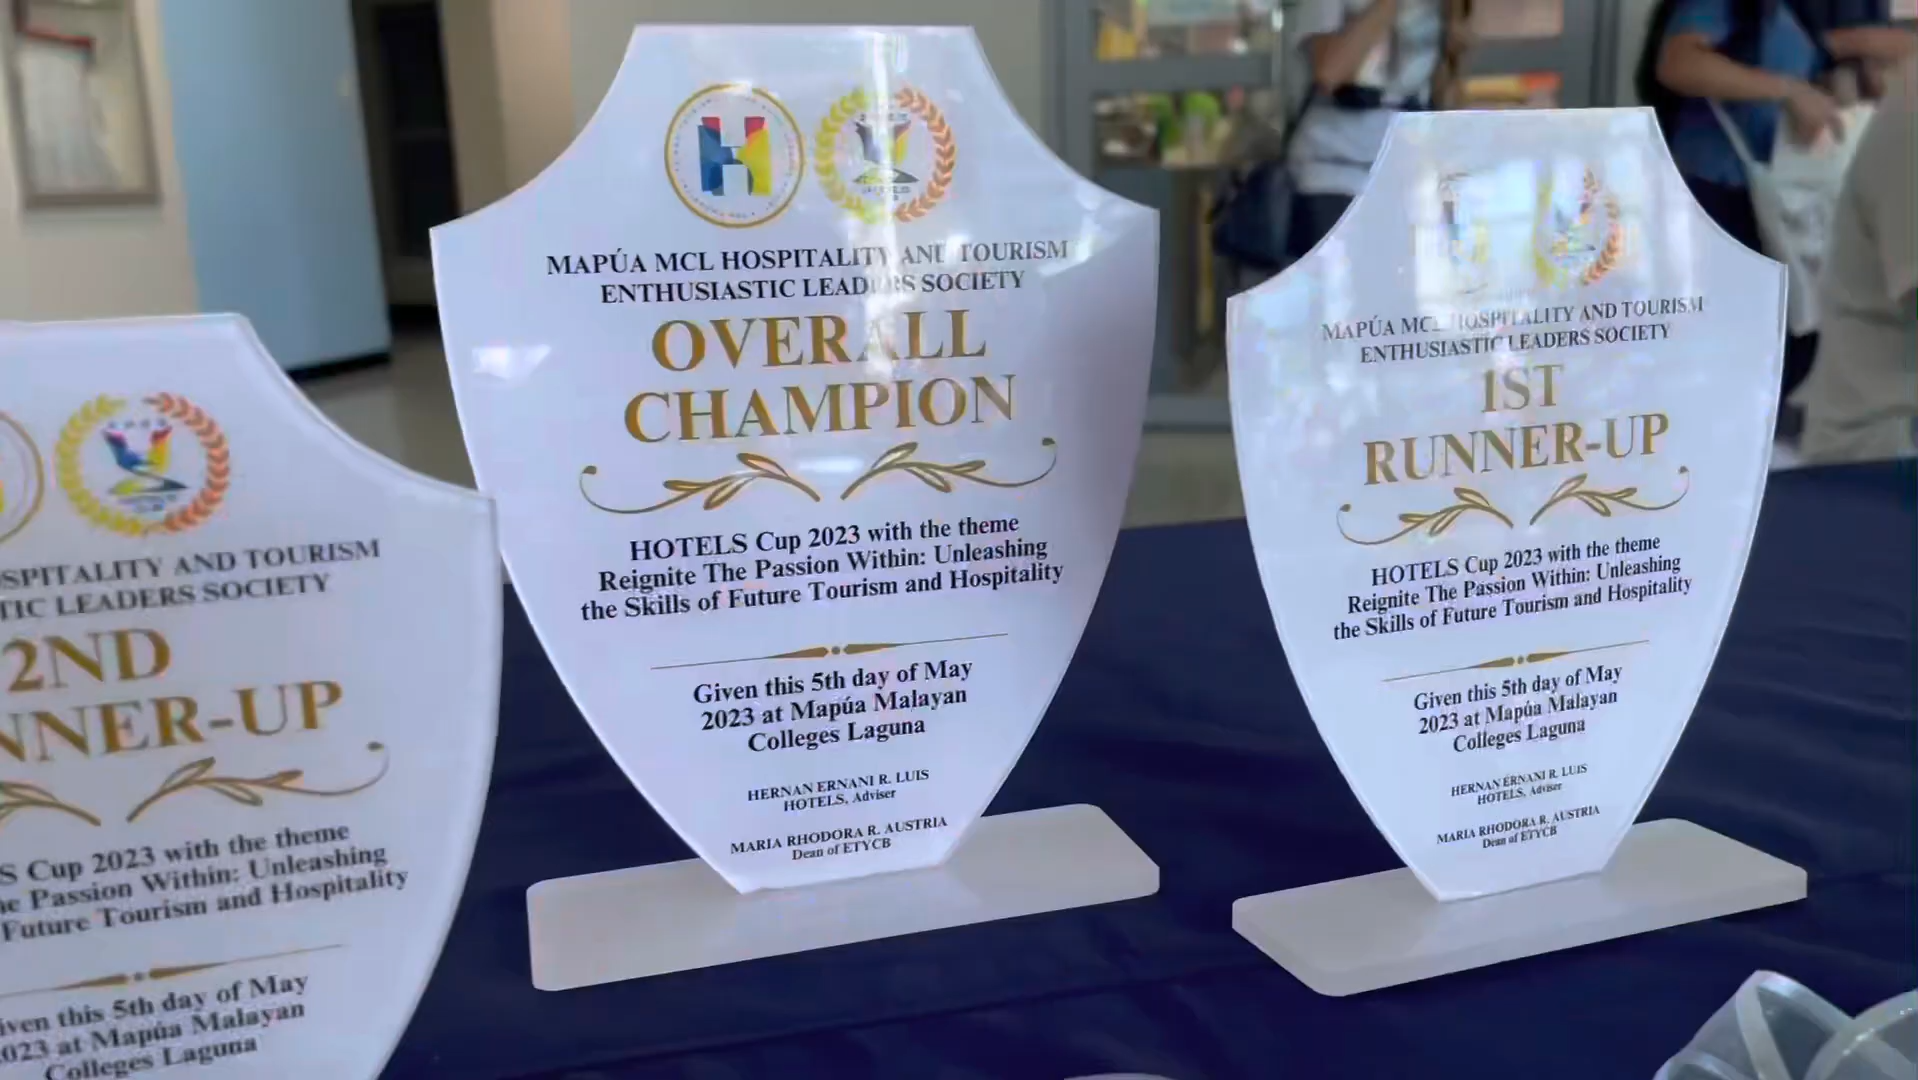 SPITALITY AND TOURISM
TIC LEADERS SOCIETY
2ND
NNER-UP
S Cup 2023 with the theme
Passion Within: Unleashing
Future Tourism and Hospitality
iven this 5th day of May
023 at Mapúa Malayan
Colleges Laguna
H
MAPÚA MCL HOSPITALITY AND TOURISM
ENTHUSIASTIC LEADERS SOCIETY
OVERALL
CHAMPION
HOTELS Cup 2023 with the theme
Reignite The Passion Within: Unleashing
the Skills of Future Tourism and Hospitality
Given this 5th day of May
2023 at Mapúa Malayan
Colleges Laguna
HERNAN ERNANI R. LUIS
HOTELS, Adviser
MARIA RHODORA R. AUSTRIA
Dean of ETYCB
MAPÚA MCL HOSPITALITY AND TOURISM
ENTHUSIASTIC LEADERS SOCIETY
1ST
RUNNER-UP
HOTELS Cup 2023 with the theme
Reignite The Passion Within: Unleashing
the Skills of Future Tourism and Hospitality
Given this 5th day of May
2023 at Mapúa Malayan
Colleges Laguna
HERNAN ERNANI R. LUIS
HOTELS, Adviser
MARIA RHODORA R. AUSTRIA
Dean of ETYCB